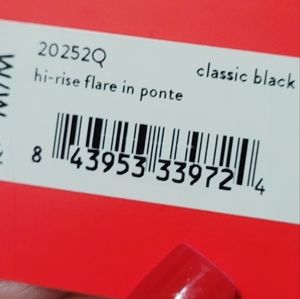 20252Q
classic black
hi-rise flare in ponte
M/M
8 43953 33972 4